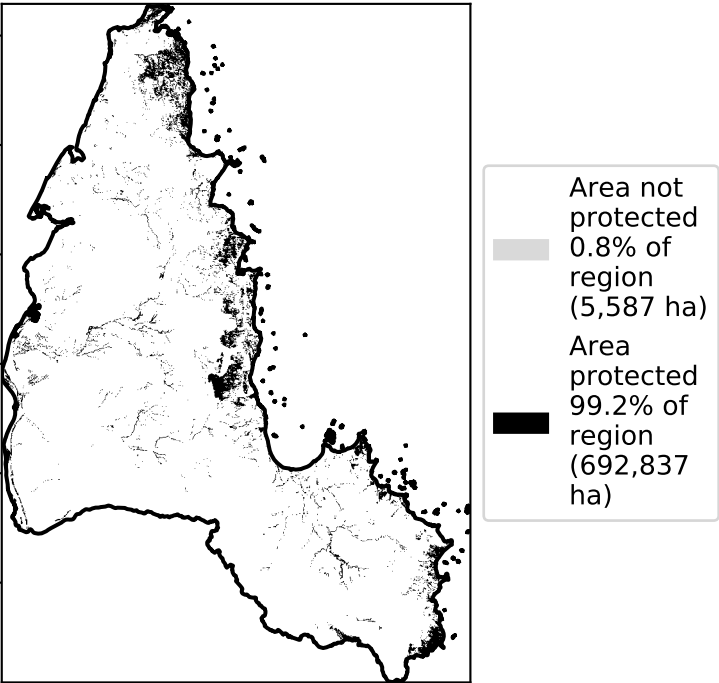 Area not
protected
0.8% of
region
(5,587 ha)
Area
protected
99.2% of
region
(692,837
ha)